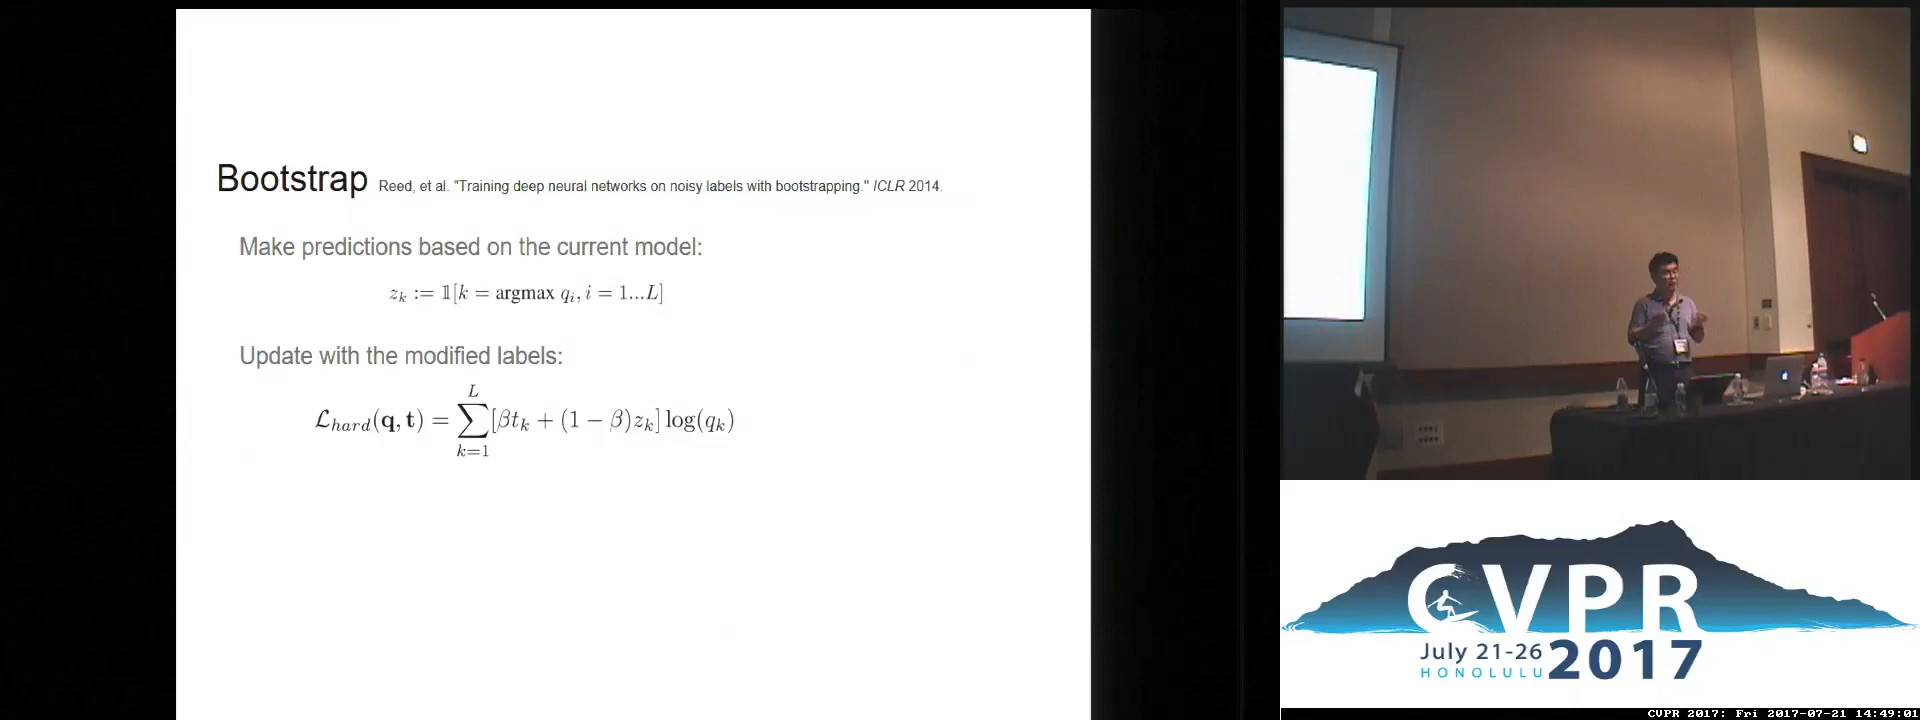 Bootstrap Reed, et al. "Training deep neural networks on noisy labels with bootstrapping." ICLR 2014.
Make predictions based on the current model:
z_k := 𝟙[k = argmax q_i, i = 1...L]
Update with the modified labels:
ℒ_hard(q, t) = ∑_{k=1}^{L} [βt_k + (1 − β)z_k] log(q_k)
CVPR
July 21-26
HONOLULU
2017
CVPR 2017: Fri 2017-07-21 14:49:01